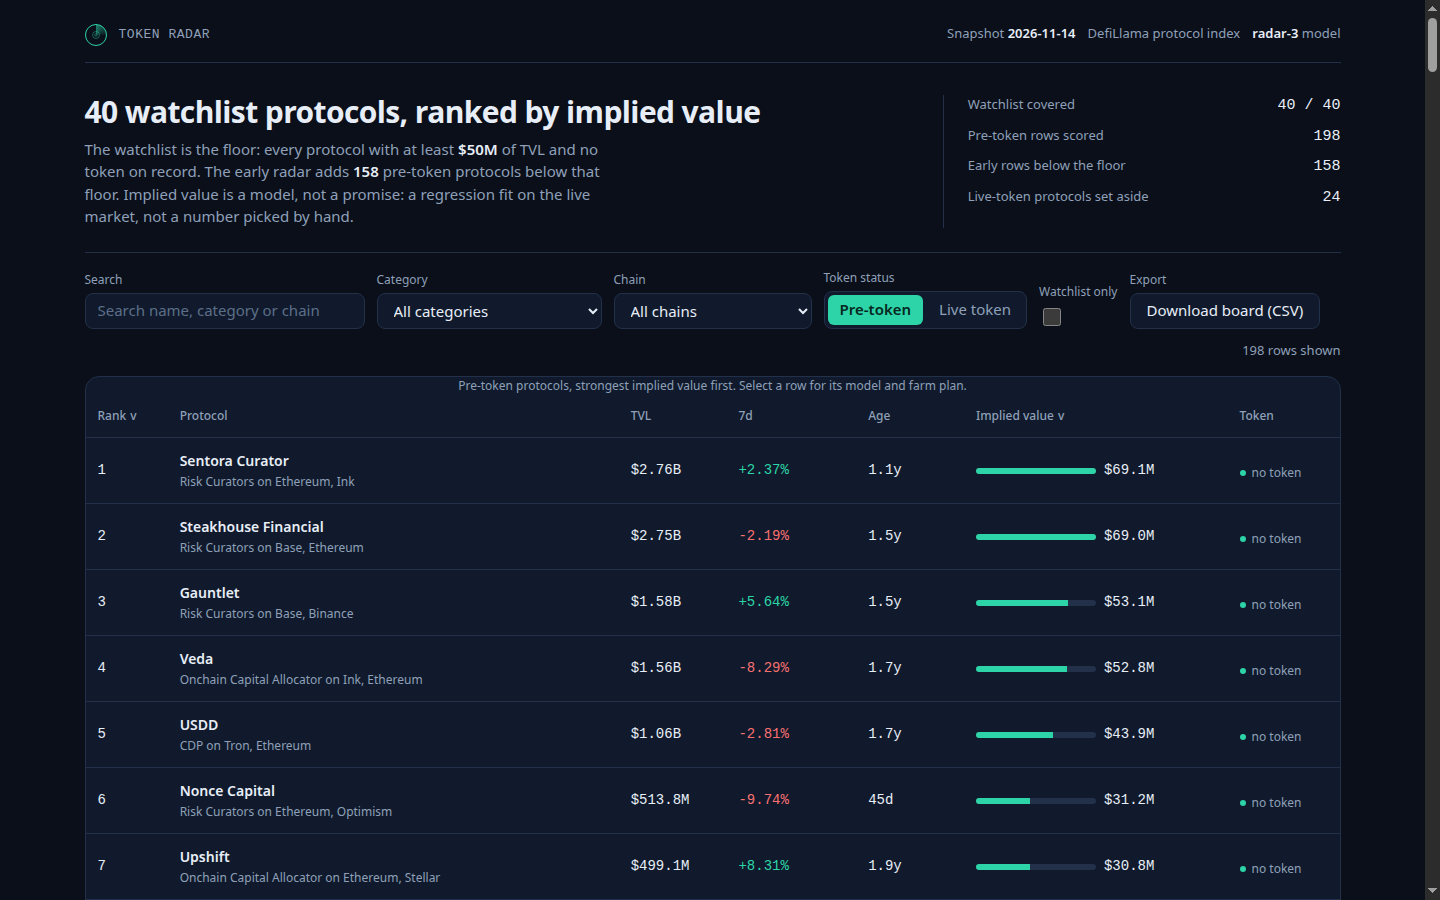 TOKEN RADAR
Snapshot 2026-11-14 DefiLlama protocol index radar-3 model
40 watchlist protocols, ranked by implied value
The watchlist is the floor: every protocol with at least $50M of TVL and no
token on record. The early radar adds 158 pre-token protocols below that
floor. Implied value is a model, not a promise: a regression fit on the live
market, not a number picked by hand.
Watchlist covered 40 / 40
Pre-token rows scored 198
Early rows below the floor 158
Live-token protocols set aside 24
Search Category Chain Token status Watchlist only Export
Search name, category or chain All categories All chains Pre-token Live token Download board (CSV)
198 rows shown
Pre-token protocols, strongest implied value first. Select a row for its model and farm plan.
Rank v Protocol TVL 7d Age Implied value v Token
1 Sentora Curator $2.76B +2.37% 1.1y $69.1M no token
Risk Curators on Ethereum, Ink
2 Steakhouse Financial $2.75B -2.19% 1.5y $69.0M no token
Risk Curators on Base, Ethereum
3 Gauntlet $1.58B +5.64% 1.5y $53.1M no token
Risk Curators on Base, Binance
4 Veda $1.56B -8.29% 1.7y $52.8M no token
Onchain Capital Allocator on Ink, Ethereum
5 USDD $1.06B -2.81% 1.7y $43.9M no token
CDP on Tron, Ethereum
6 Nonce Capital $513.8M -9.74% 45d $31.2M no token
Risk Curators on Ethereum, Optimism
7 Upshift $499.1M +8.31% 1.9y $30.8M no token
Onchain Capital Allocator on Ethereum, Stellar